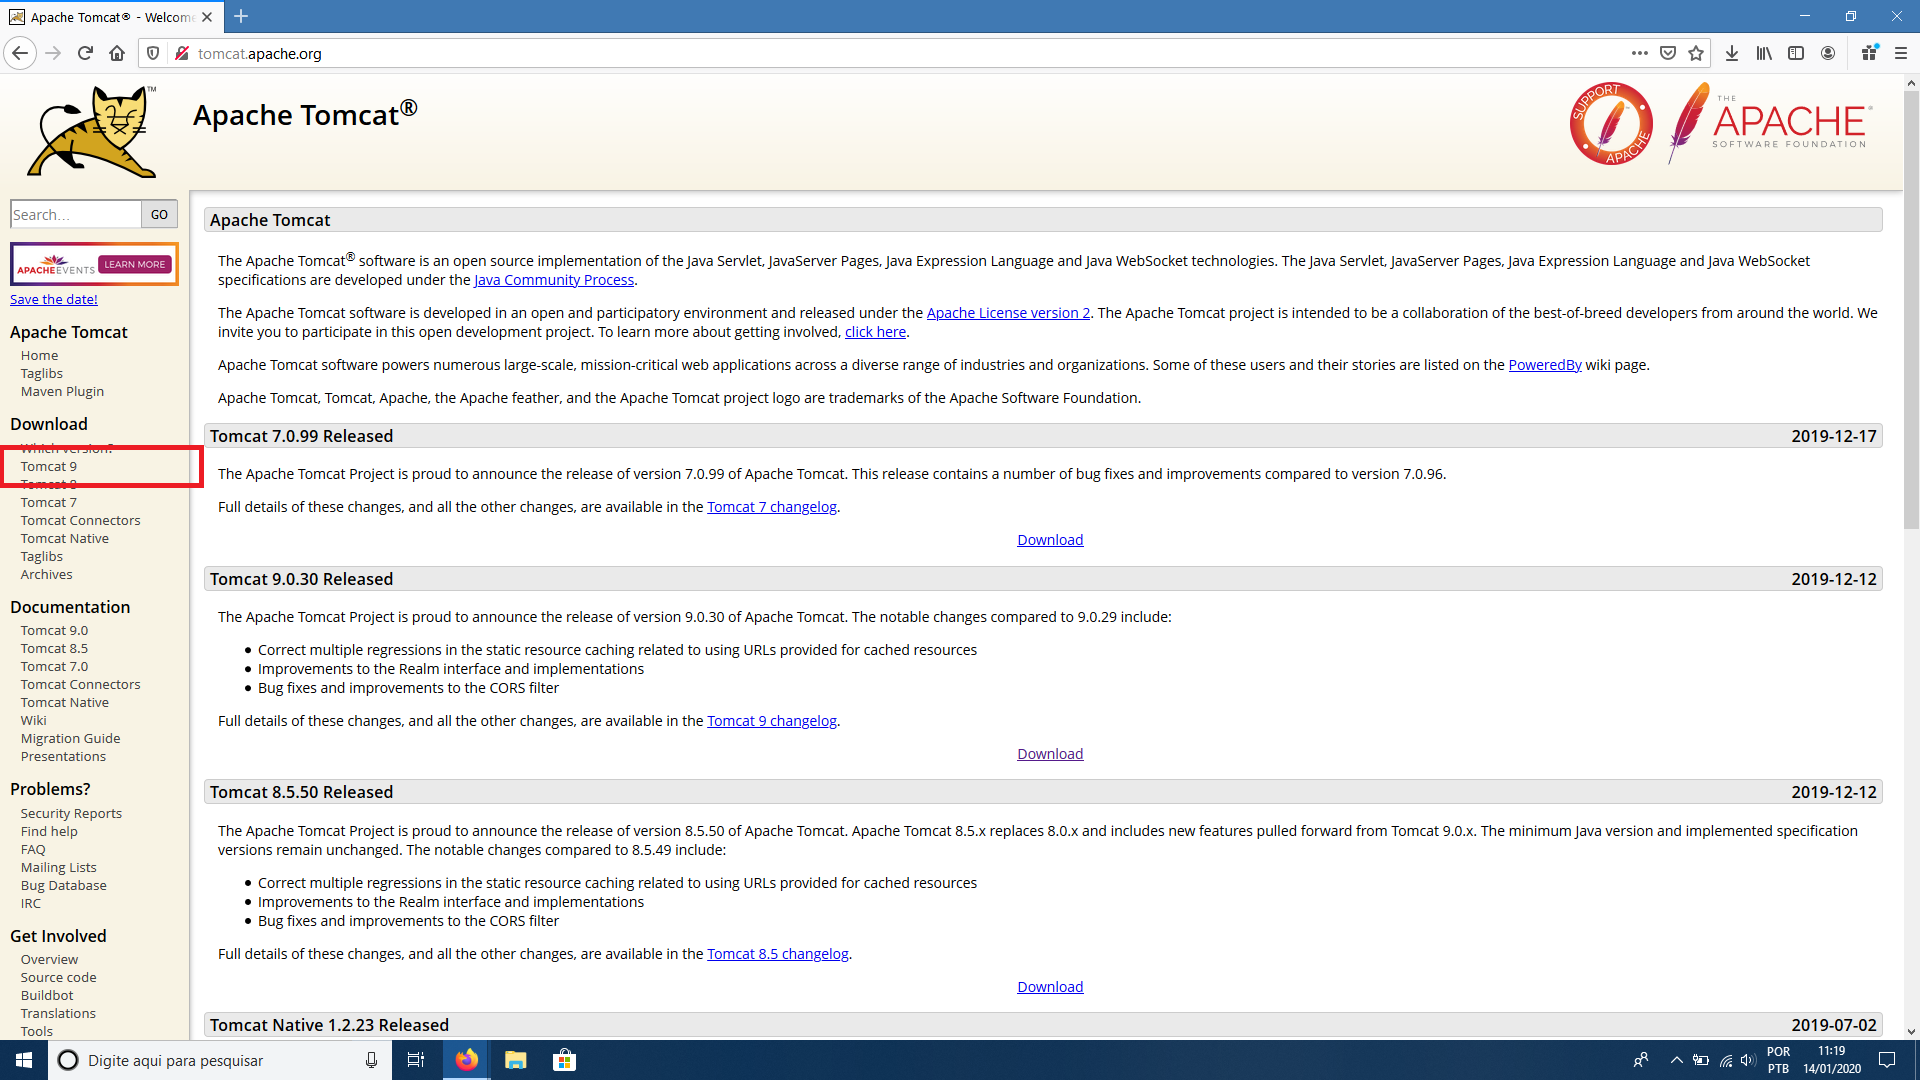 Apache Tomcat® - Welcome
tomcat.apache.org
TM
Apache Tomcat®
SUPPORT APACHE
THE
APACHE®
SOFTWARE FOUNDATION
Search...
GO
APACHEEVENTS LEARN MORE
Save the date!
Apache Tomcat
Home
Taglibs
Maven Plugin
Download
Which version?
Tomcat 9
Tomcat 8
Tomcat 7
Tomcat Connectors
Tomcat Native
Taglibs
Archives
Documentation
Tomcat 9.0
Tomcat 8.5
Tomcat 7.0
Tomcat Connectors
Tomcat Native
Wiki
Migration Guide
Presentations
Problems?
Security Reports
Find help
FAQ
Mailing Lists
Bug Database
IRC
Get Involved
Overview
Source code
Buildbot
Translations
Tools
Apache Tomcat
The Apache Tomcat® software is an open source implementation of the Java Servlet, JavaServer Pages, Java Expression Language and Java WebSocket technologies. The Java Servlet, JavaServer Pages, Java Expression Language and Java WebSocket
specifications are developed under the Java Community Process.
The Apache Tomcat software is developed in an open and participatory environment and released under the Apache License version 2. The Apache Tomcat project is intended to be a collaboration of the best-of-breed developers from around the world. We
invite you to participate in this open development project. To learn more about getting involved, click here.
Apache Tomcat software powers numerous large-scale, mission-critical web applications across a diverse range of industries and organizations. Some of these users and their stories are listed on the PoweredBy wiki page.
Apache Tomcat, Tomcat, Apache, the Apache feather, and the Apache Tomcat project logo are trademarks of the Apache Software Foundation.
Tomcat 7.0.99 Released 2019-12-17
The Apache Tomcat Project is proud to announce the release of version 7.0.99 of Apache Tomcat. This release contains a number of bug fixes and improvements compared to version 7.0.96.
Full details of these changes, and all the other changes, are available in the Tomcat 7 changelog.
Download
Tomcat 9.0.30 Released 2019-12-12
The Apache Tomcat Project is proud to announce the release of version 9.0.30 of Apache Tomcat. The notable changes compared to 9.0.29 include:
• Correct multiple regressions in the static resource caching related to using URLs provided for cached resources
• Improvements to the Realm interface and implementations
• Bug fixes and improvements to the CORS filter
Full details of these changes, and all the other changes, are available in the Tomcat 9 changelog.
Download
Tomcat 8.5.50 Released 2019-12-12
The Apache Tomcat Project is proud to announce the release of version 8.5.50 of Apache Tomcat. Apache Tomcat 8.5.x replaces 8.0.x and includes new features pulled forward from Tomcat 9.0.x. The minimum Java version and implemented specification
versions remain unchanged. The notable changes compared to 8.5.49 include:
• Correct multiple regressions in the static resource caching related to using URLs provided for cached resources
• Improvements to the Realm interface and implementations
• Bug fixes and improvements to the CORS filter
Full details of these changes, and all the other changes, are available in the Tomcat 8.5 changelog.
Download
Tomcat Native 1.2.23 Released 2019-07-02
Digite aqui para pesquisar
POR
PTB
11:19
14/01/2020